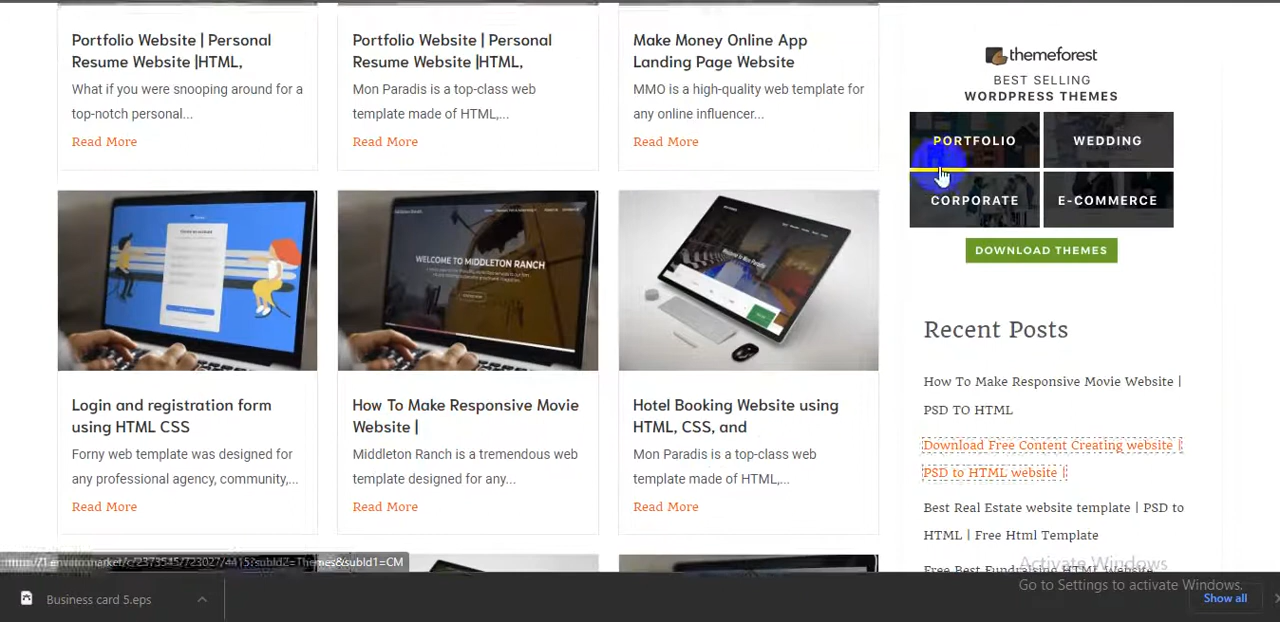 Portfolio Website | Personal
Resume Website |HTML,
What if you were snooping around for a
top-notch personal...
Read More
Portfolio Website | Personal
Resume Website |HTML,
Mon Paradis is a top-class web
template made of HTML,...
Read More
Make Money Online App
Landing Page Website
MMO is a high-quality web template for
any online influencer...
Read More
WELCOME TO MIDDLETON RANCH
Login and registration form
using HTML CSS
Forny web template was designed for
any professional agency, community,...
Read More
How To Make Responsive Movie
Website |
Middleton Ranch is tremendous web
template designed for any...
Read More
Hotel Booking Website using
HTML, CSS, and
Mon Paradis is a top-class web
template made of HTML,...
Read More
themeforest
BEST SELLING
WORDPRESS THEMES
PORTFOLIO
WEDDING
CORPORATE
E-COMMERCE
DOWNLOAD THEMES
Recent Posts
How To Make Responsive Movie Website |
PSD TO HTML
Download Free Content Creating website |
PSD to HTML website |
Best Real Estate website template | PSD to
HTML | Free Html Template
Free Best Fundraising HTML Website
Activate Windows
Go to Settings to activate Windows.
Business card 5.eps
Show all